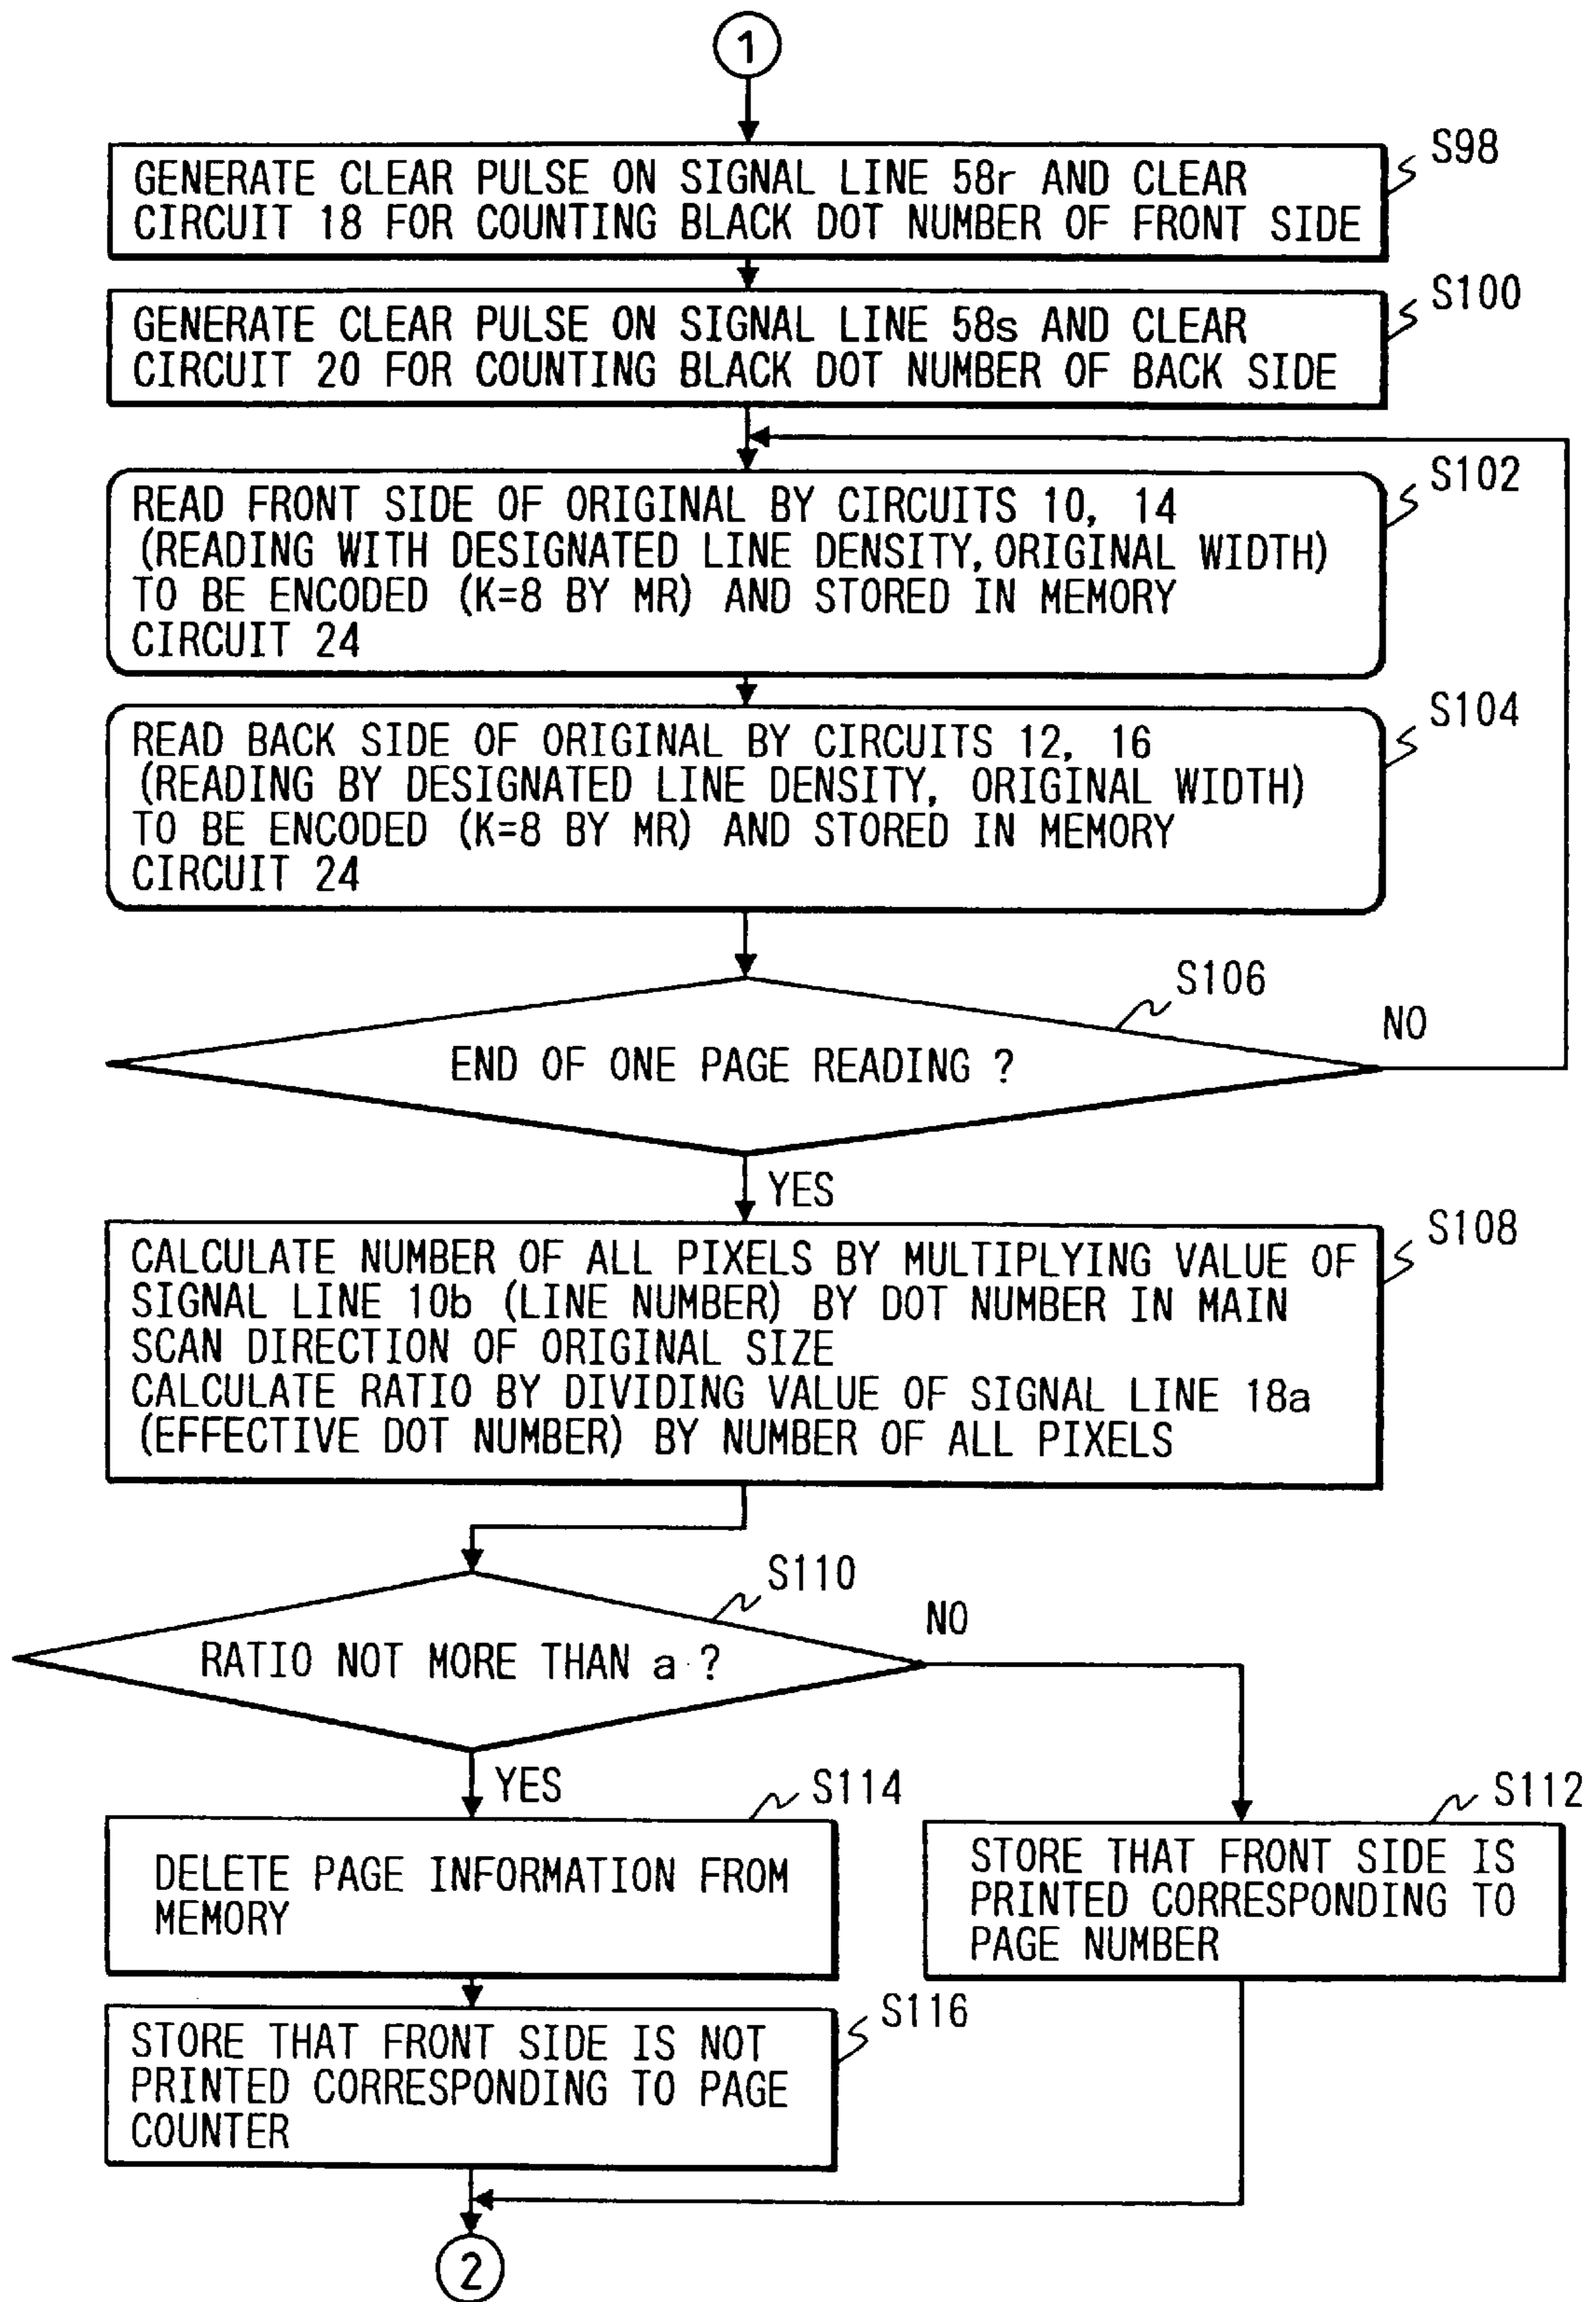 1
S98
GENERATE CLEAR PULSE ON SIGNAL LINE 58r AND CLEAR
CIRCUIT 18 FOR COUNTING BLACK DOT NUMBER OF FRONT SIDE
S100
GENERATE CLEAR PULSE ON SIGNAL LINE 58s AND CLEAR
CIRCUIT 20 FOR COUNTING BLACK DOT NUMBER OF BACK SIDE
S102
READ FRONT SIDE OF ORIGINAL BY CIRCUITS 10, 14
(READING WITH DESIGNATED LINE DENSITY, ORIGINAL WIDTH)
TO BE ENCODED (K=8 BY MR) AND STORED IN MEMORY
CIRCUIT 24
S104
READ BACK SIDE OF ORIGINAL BY CIRCUITS 12, 16
(READING BY DESIGNATED LINE DENSITY, ORIGINAL WIDTH)
TO BE ENCODED (K=8 BY MR) AND STORED IN MEMORY
CIRCUIT 24
S106
NO
END OF ONE PAGE READING ?
YES
S108
CALCULATE NUMBER OF ALL PIXELS BY MULTIPLYING VALUE OF
SIGNAL LINE 10b (LINE NUMBER) BY DOT NUMBER IN MAIN
SCAN DIRECTION OF ORIGINAL SIZE
CALCULATE RATIO BY DIVIDING VALUE OF SIGNAL LINE 18a
(EFFECTIVE DOT NUMBER) BY NUMBER OF ALL PIXELS
S110
NO
RATIO NOT MORE THAN a ?
YES
S114
DELETE PAGE INFORMATION FROM
MEMORY
S112
STORE THAT FRONT SIDE IS
PRINTED CORRESPONDING TO
PAGE NUMBER
S116
STORE THAT FRONT SIDE IS NOT
PRINTED CORRESPONDING TO PAGE
COUNTER
2